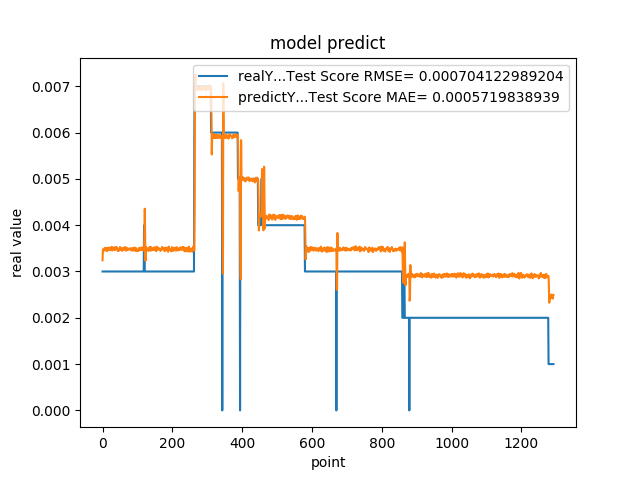 model predict
realY...Test Score RMSE= 0.000704122989204
predictY...Test Score MAE= 0.0005719838939
0.007
0.006
0.005
0.004
0.003
0.002
0.001
0.000
real value
0 200 400 600 800 1000 1200
point